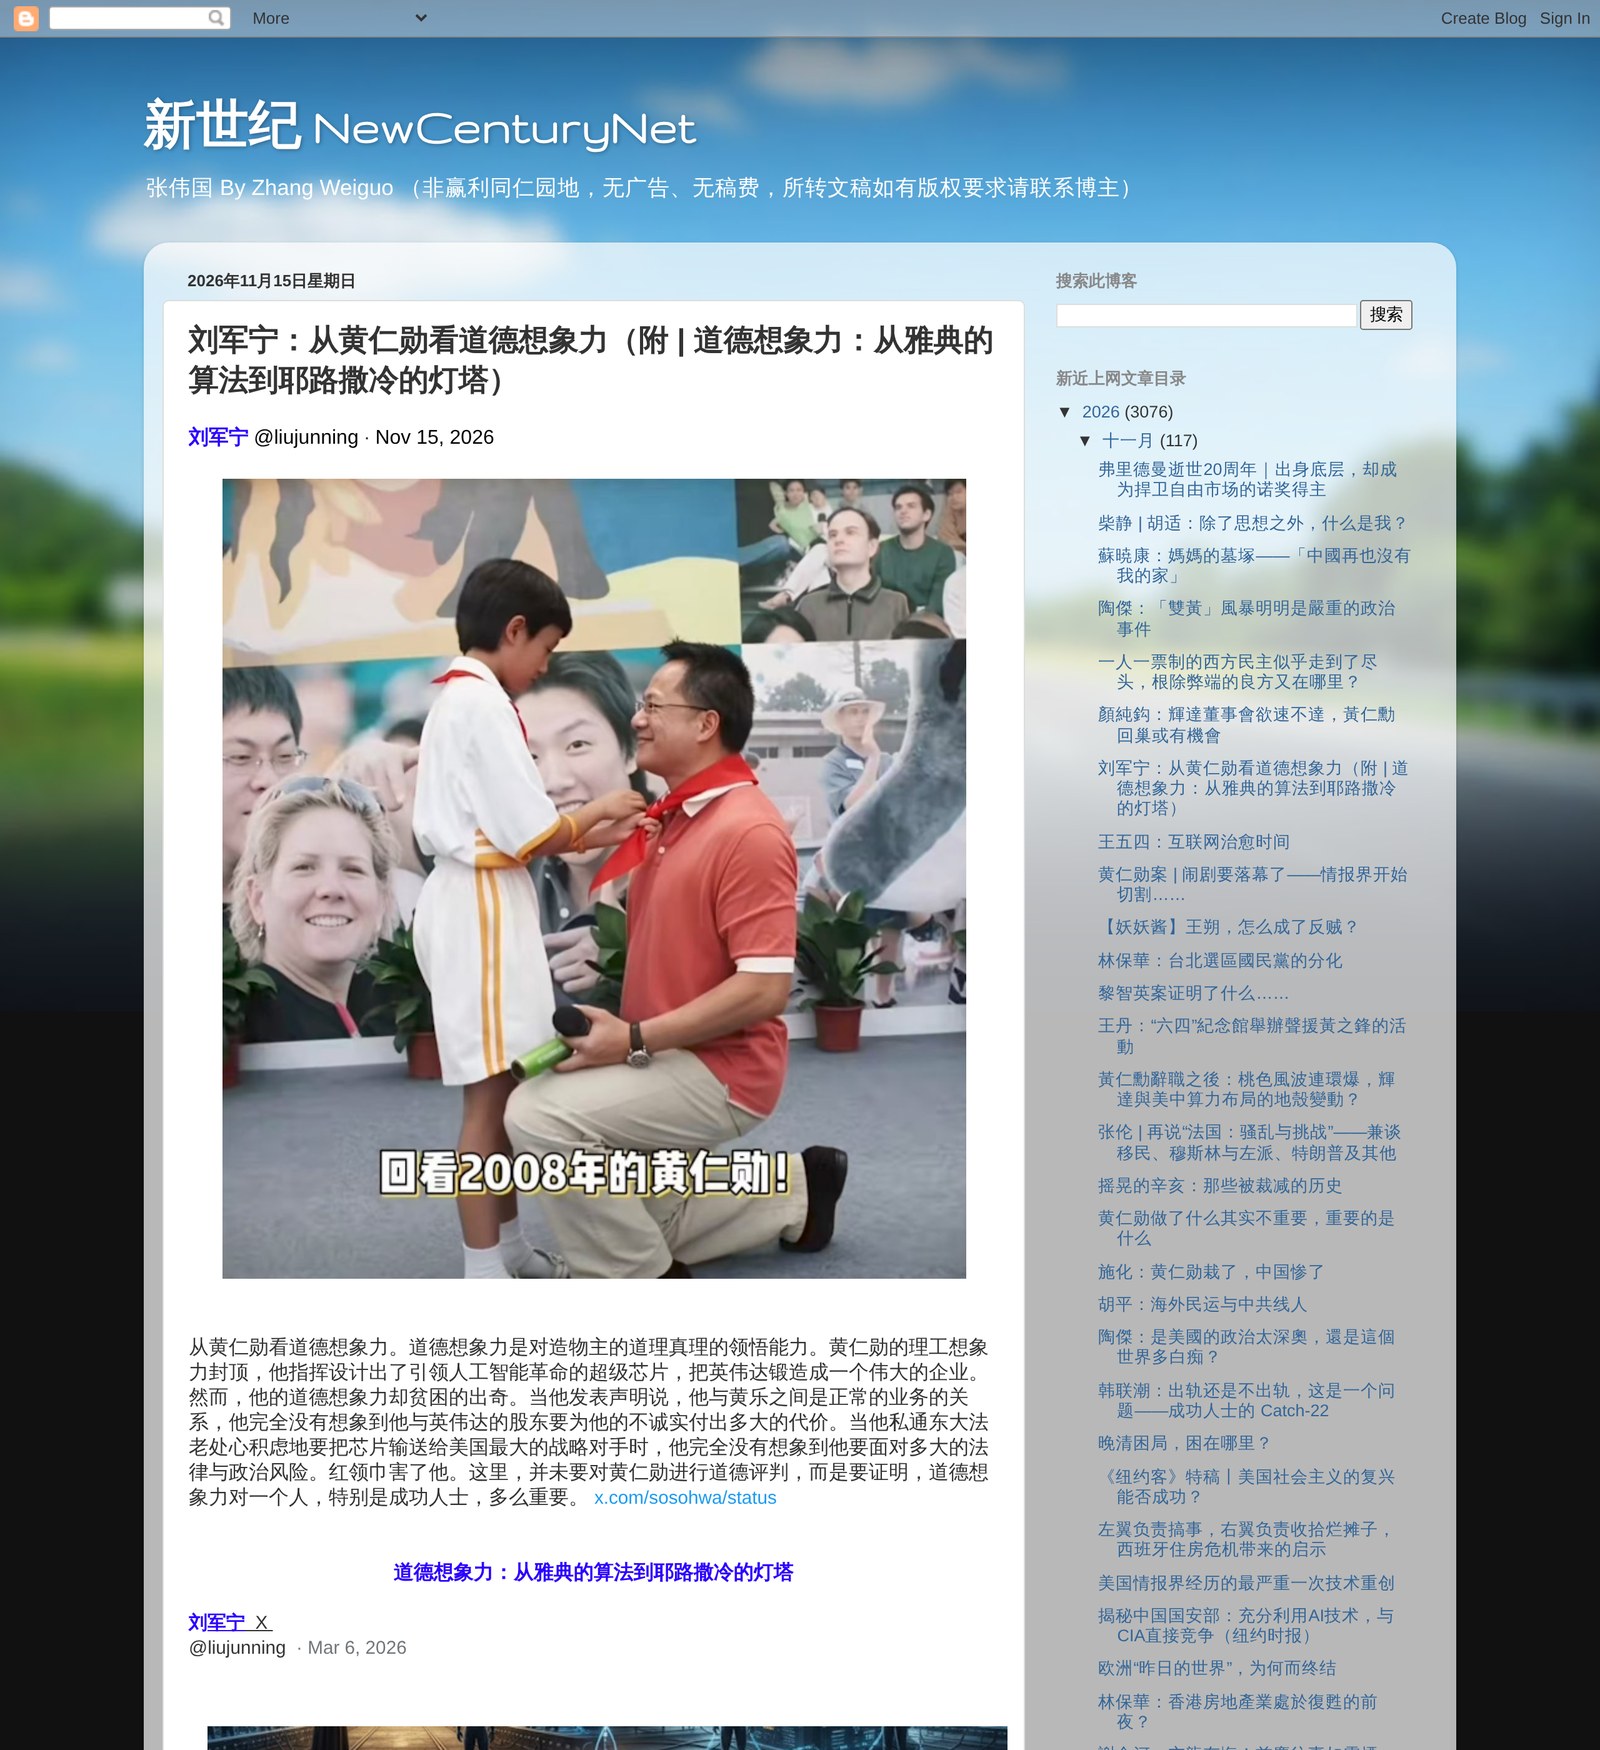 More
Create Blog Sign In
新世纪 NewCenturyNet
张伟国 By Zhang Weiguo （非赢利同仁园地，无广告、无稿费，所转文稿如有版权要求请联系博主）
2026年11月15日星期日
刘军宁：从黄仁勋看道德想象力（附 | 道德想象力：从雅典的
算法到耶路撒冷的灯塔）
刘军宁 @liujunning · Nov 15, 2026
回看2008年的黄仁勋!
从黄仁勋看道德想象力。道德想象力是对造物主的道理真理的领悟能力。黄仁勋的理工想象
力封顶，他指挥设计出了引领人工智能革命的超级芯片，把英伟达锻造成一个伟大的企业。
然而，他的道德想象力却贫困的出奇。当他发表声明说，他与黄乐之间是正常的业务的关
系，他完全没有想象到他与英伟达的股东要为他的不诚实付出多大的代价。当他私通东大法
老处心积虑地要把芯片输送给美国最大的战略对手时，他完全没有想象到他要面对多大的法
律与政治风险。红领巾害了他。这里，并未要对黄仁勋进行道德评判，而是要证明，道德想
象力对一个人，特别是成功人士，多么重要。 x.com/sosohwa/status
道德想象力：从雅典的算法到耶路撒冷的灯塔
刘军宁 X
@liujunning · Mar 6, 2026
搜索此博客
搜索
新近上网文章目录
▼ 2026 (3076)
▼ 十一月 (117)
弗里德曼逝世20周年｜出身底层，却成
为捍卫自由市场的诺奖得主
柴静 | 胡适：除了思想之外，什么是我？
蘇曉康：媽媽的墓塚——「中國再也沒有
我的家」
陶傑：「雙黃」風暴明明是嚴重的政治
事件
一人一票制的西方民主似乎走到了尽
头，根除弊端的良方又在哪里？
顏純鈎：輝達董事會欲速不達，黃仁勳
回巢或有機會
刘军宁：从黄仁勋看道德想象力（附 | 道
德想象力：从雅典的算法到耶路撒冷
的灯塔）
王五四：互联网治愈时间
黄仁勋案 | 闹剧要落幕了——情报界开始
切割……
【妖妖酱】王朔，怎么成了反贼？
林保華：台北選區國民黨的分化
黎智英案证明了什么……
王丹：“六四”紀念館舉辦聲援黃之鋒的活
動
黃仁勳辭職之後：桃色風波連環爆，輝
達與美中算力布局的地殼變動？
张伦 | 再说“法国：骚乱与挑战”——兼谈
移民、穆斯林与左派、特朗普及其他
摇晃的辛亥：那些被裁减的历史
黄仁勋做了什么其实不重要，重要的是
什么
施化：黄仁勋栽了，中国惨了
胡平：海外民运与中共线人
陶傑：是美國的政治太深奧，還是這個
世界多白痴？
韩联潮：出轨还是不出轨，这是一个问
题——成功人士的 Catch-22
晚清困局，困在哪里？
《纽约客》特稿丨美国社会主义的复兴
能否成功？
左翼负责搞事，右翼负责收拾烂摊子，
西班牙住房危机带来的启示
美国情报界经历的最严重一次技术重创
揭秘中国国安部：充分利用AI技术，与
CIA直接竞争（纽约时报）
欧洲“昨日的世界”，为何而终结
林保華：香港房地產業處於復甦的前
夜？